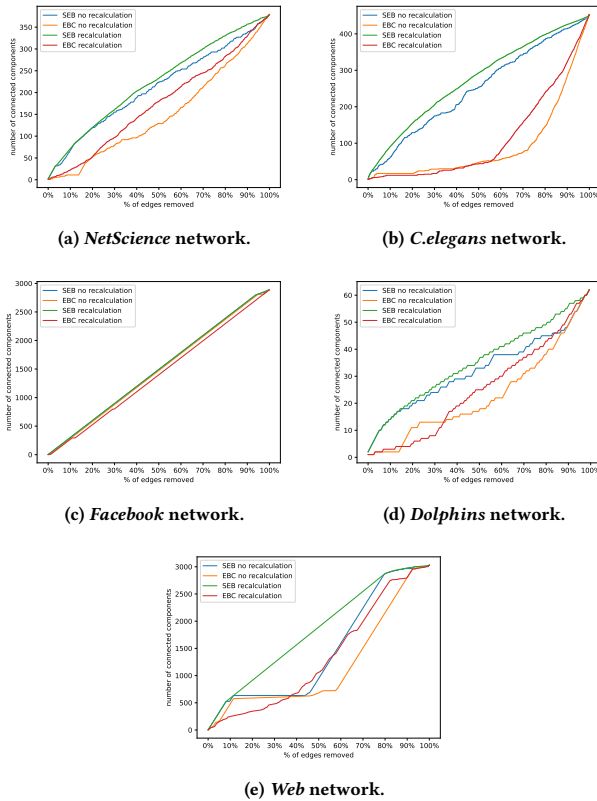 SEB no recalculation
EBC no recalculation
SEB recalculation
EBC recalculation
350
300
250
200
150
100
50
0
number of connected components
0% 10% 20% 30% 40% 50% 60% 70% 80% 90% 100%
% of edges removed
(a) NetScience network.
SEB no recalculation
EBC no recalculation
SEB recalculation
EBC recalculation
400
300
200
100
0
number of connected components
0% 10% 20% 30% 40% 50% 60% 70% 80% 90% 100%
% of edges removed
(b) C.elegans network.
SEB no recalculation
EBC no recalculation
SEB recalculation
EBC recalculation
3000
2500
2000
1500
1000
500
0
number of connected components
0% 10% 20% 30% 40% 50% 60% 70% 80% 90% 100%
% of edges removed
(c) Facebook network.
SEB no recalculation
EBC no recalculation
SEB recalculation
EBC recalculation
60
50
40
30
20
10
0
number of connected components
0% 10% 20% 30% 40% 50% 60% 70% 80% 90% 100%
% of edges removed
(d) Dolphins network.
SEB no recalculation
EBC no recalculation
SEB recalculation
EBC recalculation
3000
2500
2000
1500
1000
500
0
number of connected components
0% 10% 20% 30% 40% 50% 60% 70% 80% 90% 100%
% of edges removed
(e) Web network.